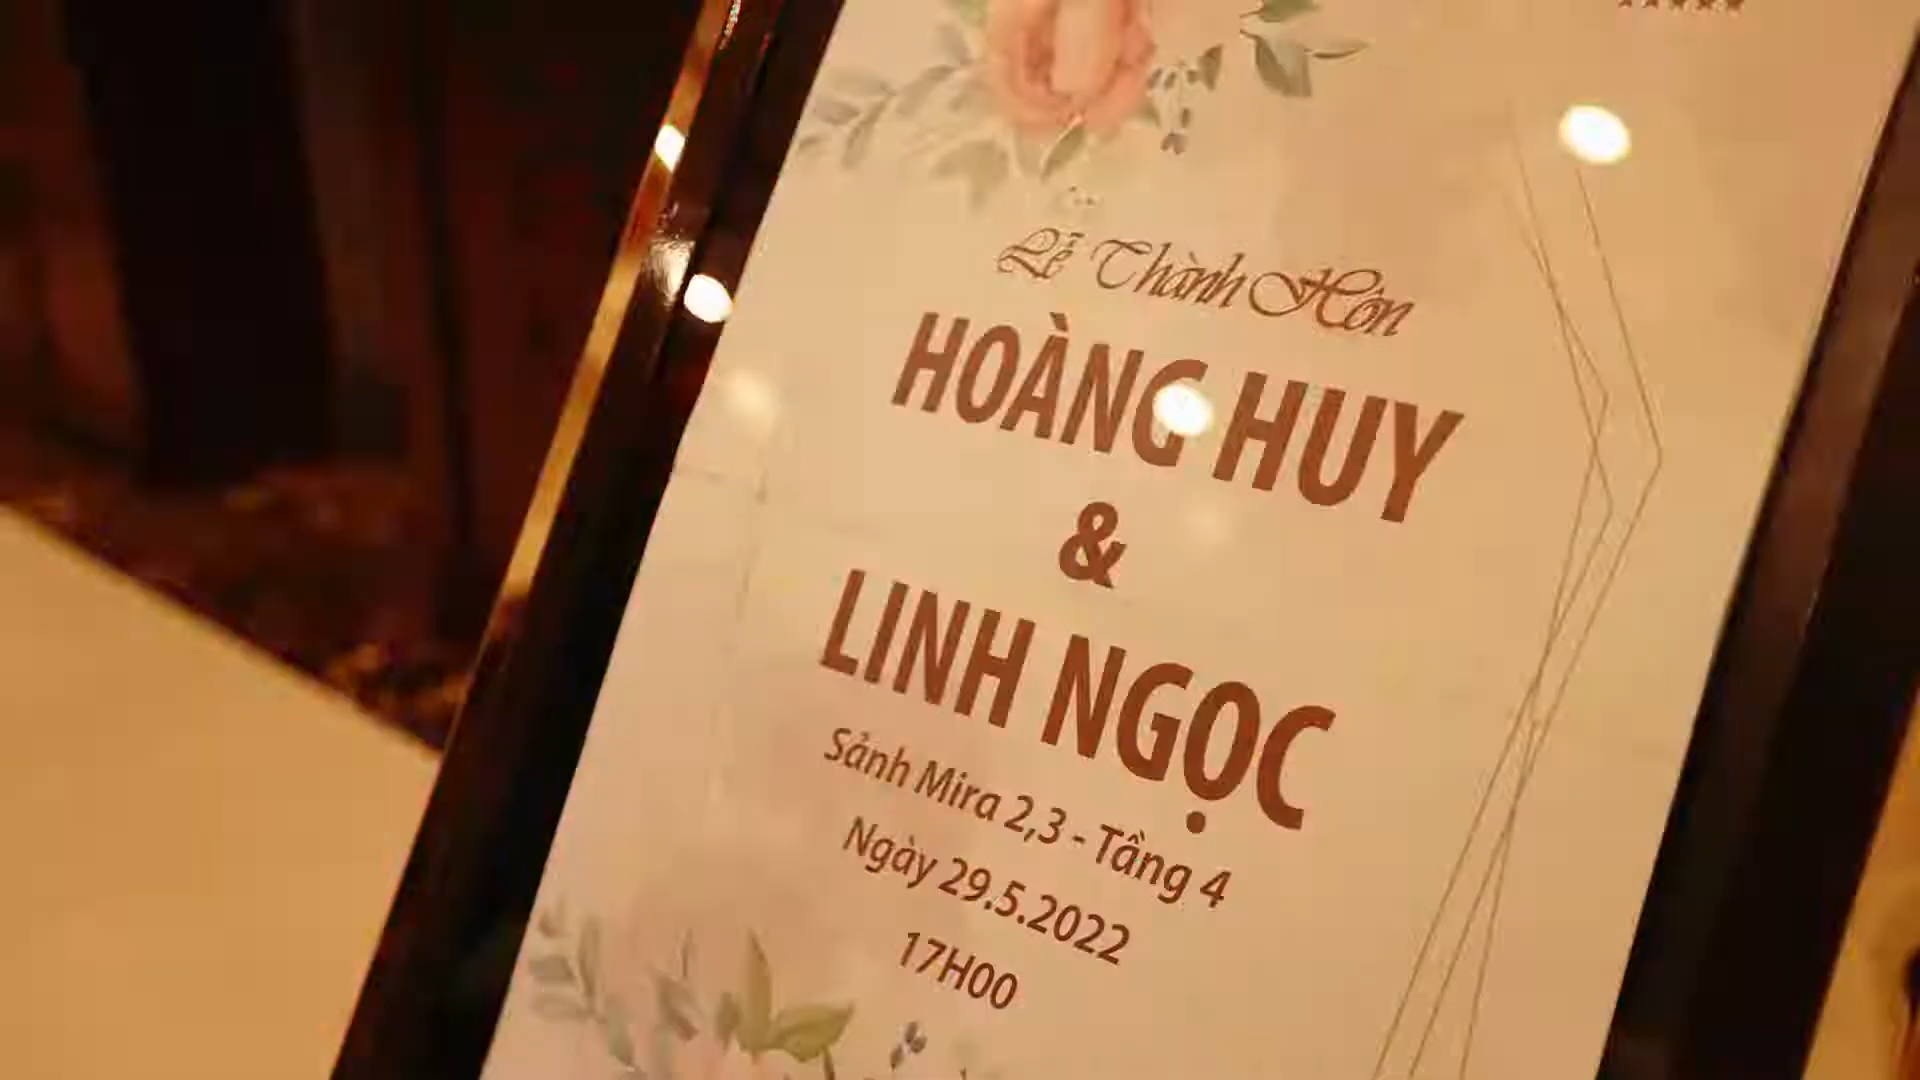 Lễ Thành Hôn
HOÀNG HUY
&
LINH NGỌC
Sảnh Mira 2,3 - Tầng 4
Ngày 29.5.2022
17H00